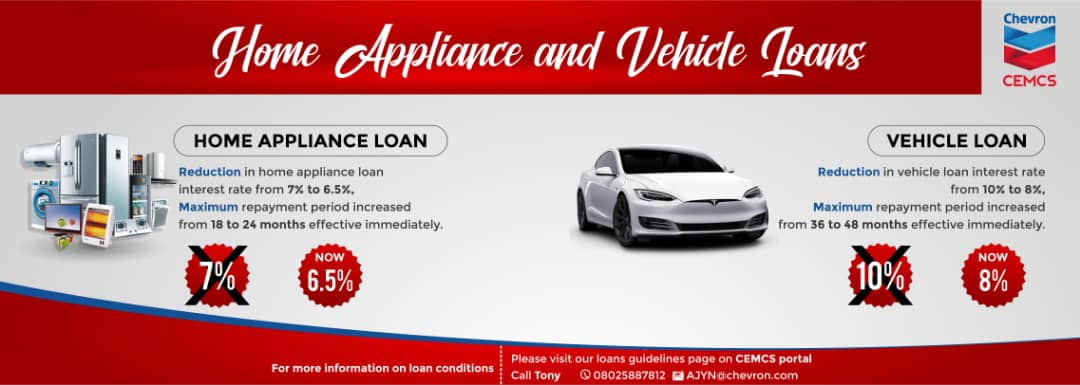 Home Appliance and Vehicle Loans
Chevron
CEMCS
HOME APPLIANCE LOAN
Reduction in home appliance loan
interest rate from 7% to 6.5%,
Maximum repayment period increased
from 18 to 24 months effective immediately.
7%
NOW
6.5%
VEHICLE LOAN
Reduction in vehicle loan interest rate
from 10% to 8%,
Maximum repayment period increased
from 36 to 48 months effective immediately.
10%
NOW
8%
For more information on loan conditions
Please visit our loans guidelines page on CEMCS portal
Call Tony 08025887812 AJYN@chevron.com